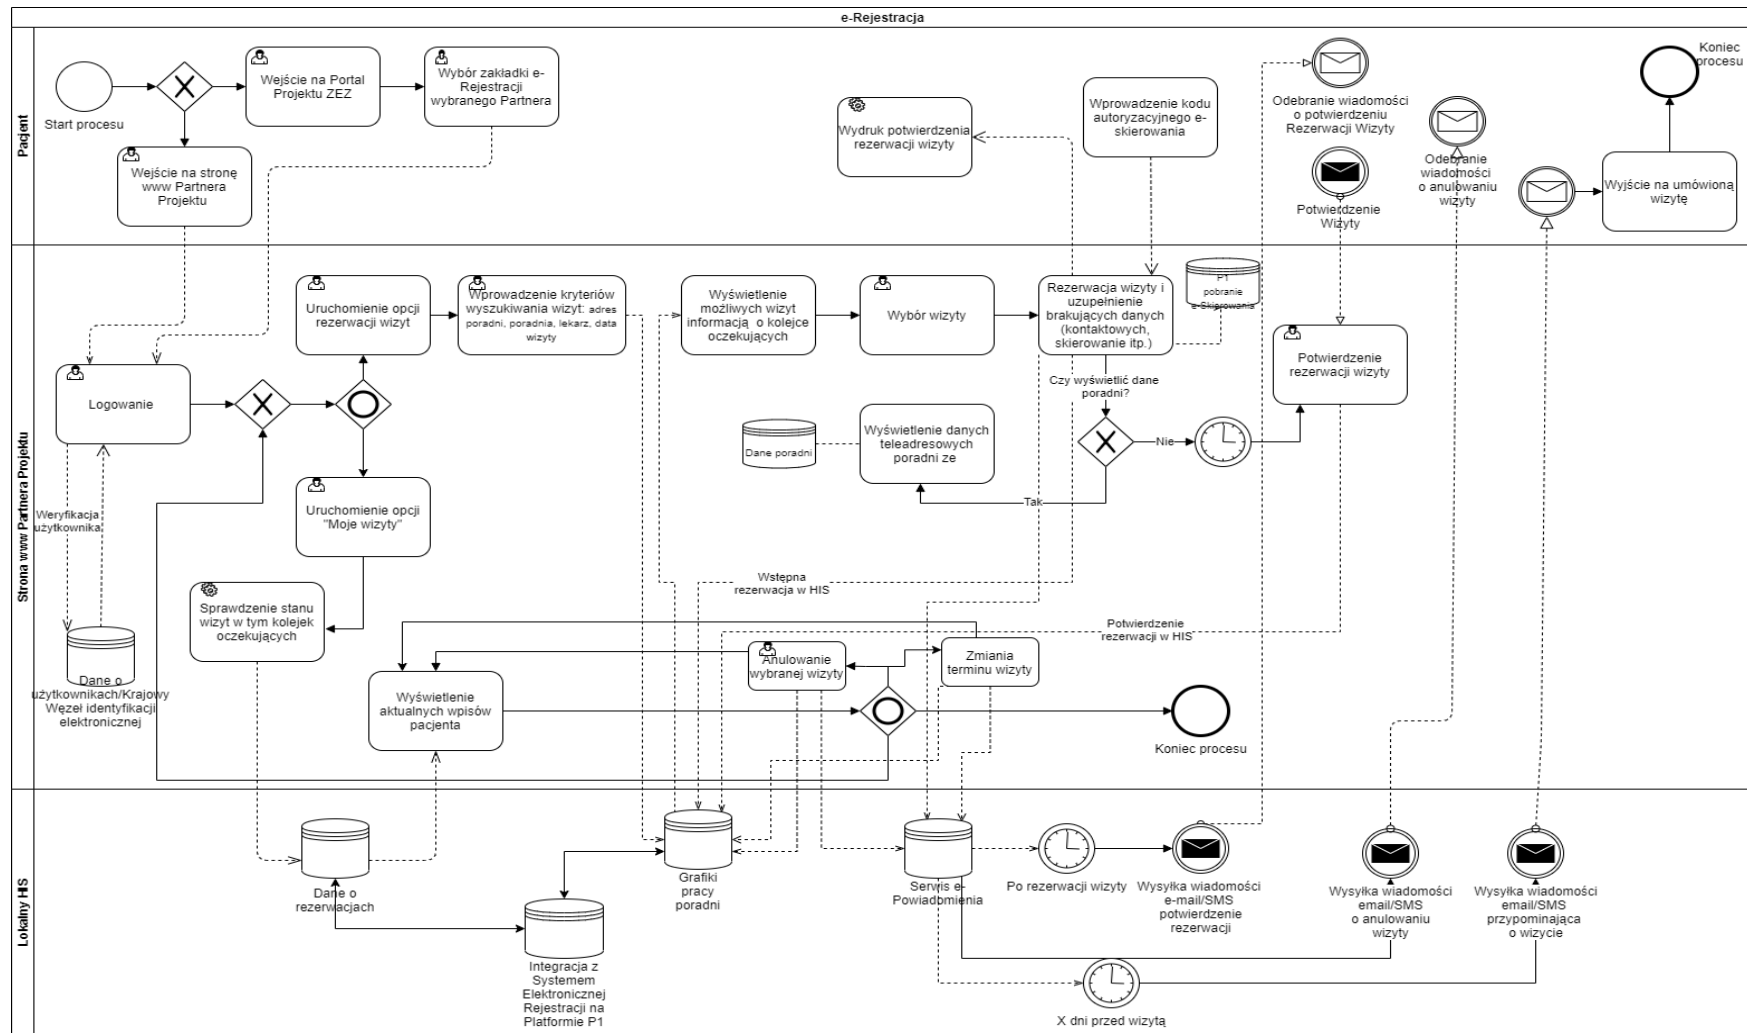 e-Rejestracja
Pacjent
Start procesu
Wejście na Portal
Projektu ZEZ
Wybór zakładki e-
Rejestracji
wybranego Partnera
Wejście na stronę
www Partnera
Projektu
Wydruk potwierdzenia
rezerwacji wizyty
Wprowadzenie kodu
autoryzacyjnego e-
skierowania
Odebranie wiadomości
o potwierdzeniu
Rezerwacji Wizyty
Potwierdzenie
Wizyty
Odebranie
wiadomości
o anulowaniu
wizyty
Wyjście na umówioną
wizytę
Koniec
procesu
Strona www Partnera Projektu
Logowanie
Uruchomienie opcji
rezerwacji wizyt
Wprowadzenie kryteriów
wyszukiwania wizyt: adres
poradni, poradnia, lekarz, data
wizyty
Wyświetlenie
możliwych wizyt
informacją o kolejce
oczekujących
Wybór wizyty
Rezerwacja wizyty i
uzupełnienie
brakujących danych
(kontaktowych,
skierowanie itp.)
P1
pobranie
e-Skierowania
Potwierdzenie
rezerwacji wizyty
Czy wyświetlić dane
poradni?
Nie
Tak
Dane poradni
Wyświetlenie danych
teleadresowych
poradni ze
Uruchomienie opcji
"Moje wizyty"
Weryfikacja
użytkownika
Sprawdzenie stanu
wizyt w tym kolejek
oczekujących
Dane o
użytkownikach/Krajowy
Węzeł identyfikacji
elektronicznej
Wstępna
rezerwacja w HIS
Potwierdzenie
rezerwacji w HIS
Wyświetlenie
aktualnych wpisów
pacjenta
Anulowanie
wybranej wizyty
Zmiania
terminu wizyty
Koniec procesu
Lokalny HIS
Dane o
rezerwacjach
Integracja z
Systemem
Elektronicznej
Rejestracji na
Platformie P1
Grafiki
pracy
poradni
Serwis e-
Powiadomienia
Po rezerwacji wizyty
Wysyłka wiadomości
e-mail/SMS
potwierdzenie
rezerwacji
Wysyłka wiadomości
email/SMS
o anulowaniu
wizyty
Wysyłka wiadomości
email/SMS
przypominająca
o wizycie
X dni przed wizytą